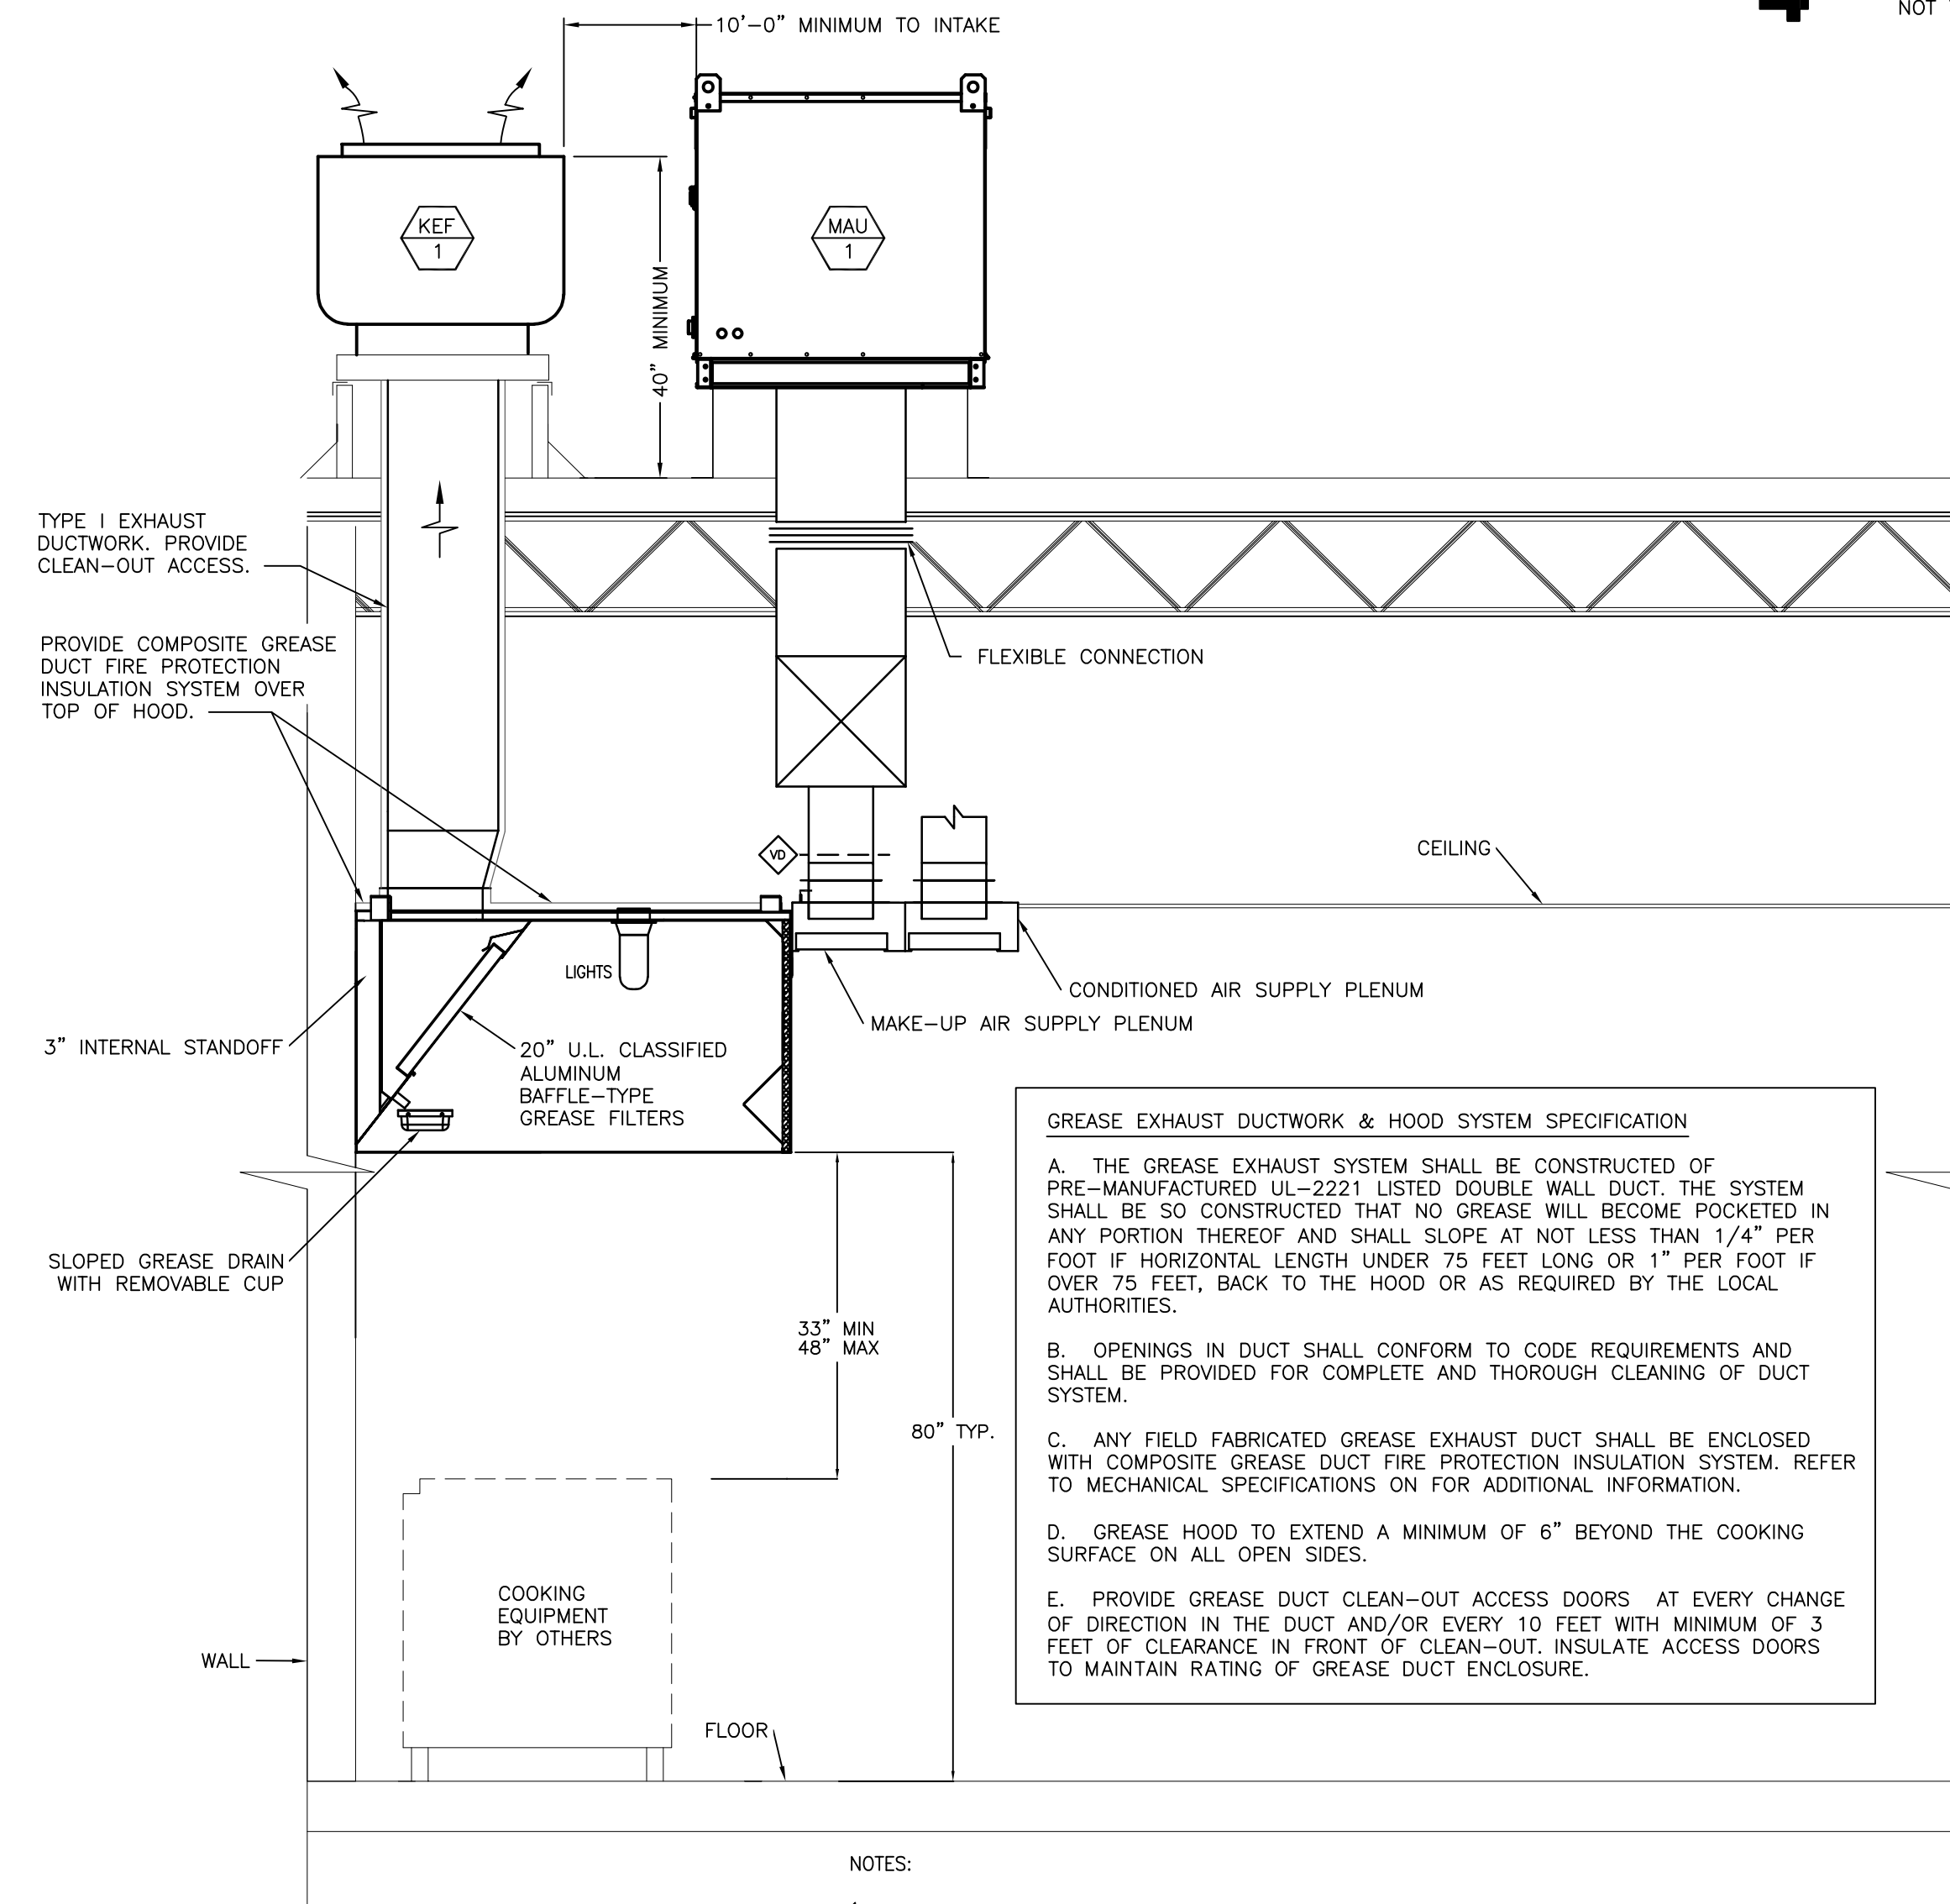 10'-0" MINIMUM TO INTAKE
NOT
KEF
1
MAU
1
40" MINIMUM
TYPE I EXHAUST
DUCTWORK. PROVIDE
CLEAN-OUT ACCESS.
PROVIDE COMPOSITE GREASE
DUCT FIRE PROTECTION
INSULATION SYSTEM OVER
TOP OF HOOD.
FLEXIBLE CONNECTION
VD
CEILING
LIGHTS
CONDITIONED AIR SUPPLY PLENUM
MAKE-UP AIR SUPPLY PLENUM
3" INTERNAL STANDOFF
20" U.L. CLASSIFIED
ALUMINUM
BAFFLE-TYPE
GREASE FILTERS
SLOPED GREASE DRAIN
WITH REMOVABLE CUP
33" MIN
48" MAX
80" TYP.
GREASE EXHAUST DUCTWORK & HOOD SYSTEM SPECIFICATION
A. THE GREASE EXHAUST SYSTEM SHALL BE CONSTRUCTED OF
PRE-MANUFACTURED UL-2221 LISTED DOUBLE WALL DUCT. THE SYSTEM
SHALL BE SO CONSTRUCTED THAT NO GREASE WILL BECOME POCKETED IN
ANY PORTION THEREOF AND SHALL SLOPE AT NOT LESS THAN 1/4" PER
FOOT IF HORIZONTAL LENGTH UNDER 75 FEET LONG OR 1" PER FOOT IF
OVER 75 FEET, BACK TO THE HOOD OR AS REQUIRED BY THE LOCAL
AUTHORITIES.
B. OPENINGS IN DUCT SHALL CONFORM TO CODE REQUIREMENTS AND
SHALL BE PROVIDED FOR COMPLETE AND THOROUGH CLEANING OF DUCT
SYSTEM.
C. ANY FIELD FABRICATED GREASE EXHAUST DUCT SHALL BE ENCLOSED
WITH COMPOSITE GREASE DUCT FIRE PROTECTION INSULATION SYSTEM. REFER
TO MECHANICAL SPECIFICATIONS ON FOR ADDITIONAL INFORMATION.
D. GREASE HOOD TO EXTEND A MINIMUM OF 6" BEYOND THE COOKING
SURFACE ON ALL OPEN SIDES.
E. PROVIDE GREASE DUCT CLEAN-OUT ACCESS DOORS AT EVERY CHANGE
OF DIRECTION IN THE DUCT AND/OR EVERY 10 FEET WITH MINIMUM OF 3
FEET OF CLEARANCE IN FRONT OF CLEAN-OUT. INSULATE ACCESS DOORS
TO MAINTAIN RATING OF GREASE DUCT ENCLOSURE.
COOKING
EQUIPMENT
BY OTHERS
WALL
FLOOR
NOTES: